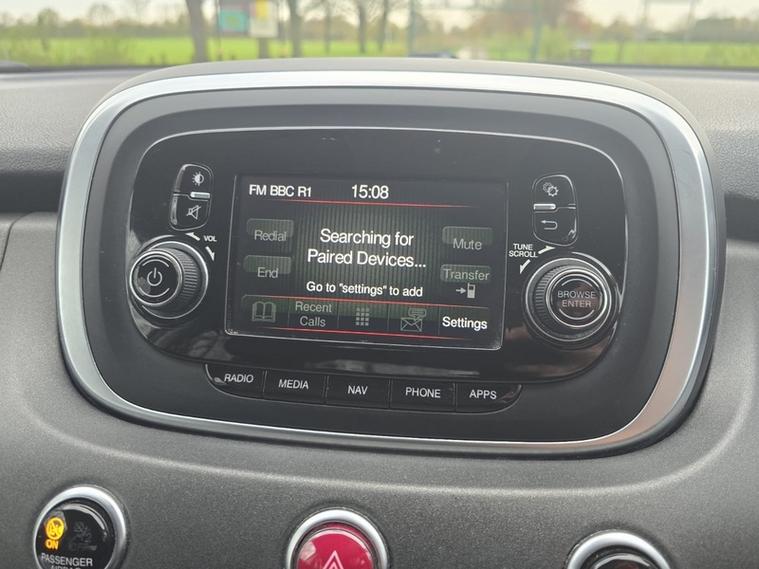 FM BBC R1 15:08
Redial
End
Searching for
Paired Devices...
Go to "settings" to add
Mute
Transfer
Recent
Calls
Settings
VOL
TUNE
SCROLL
BROWSE
ENTER
RADIO MEDIA NAV PHONE APPS
ON
PASSENGER